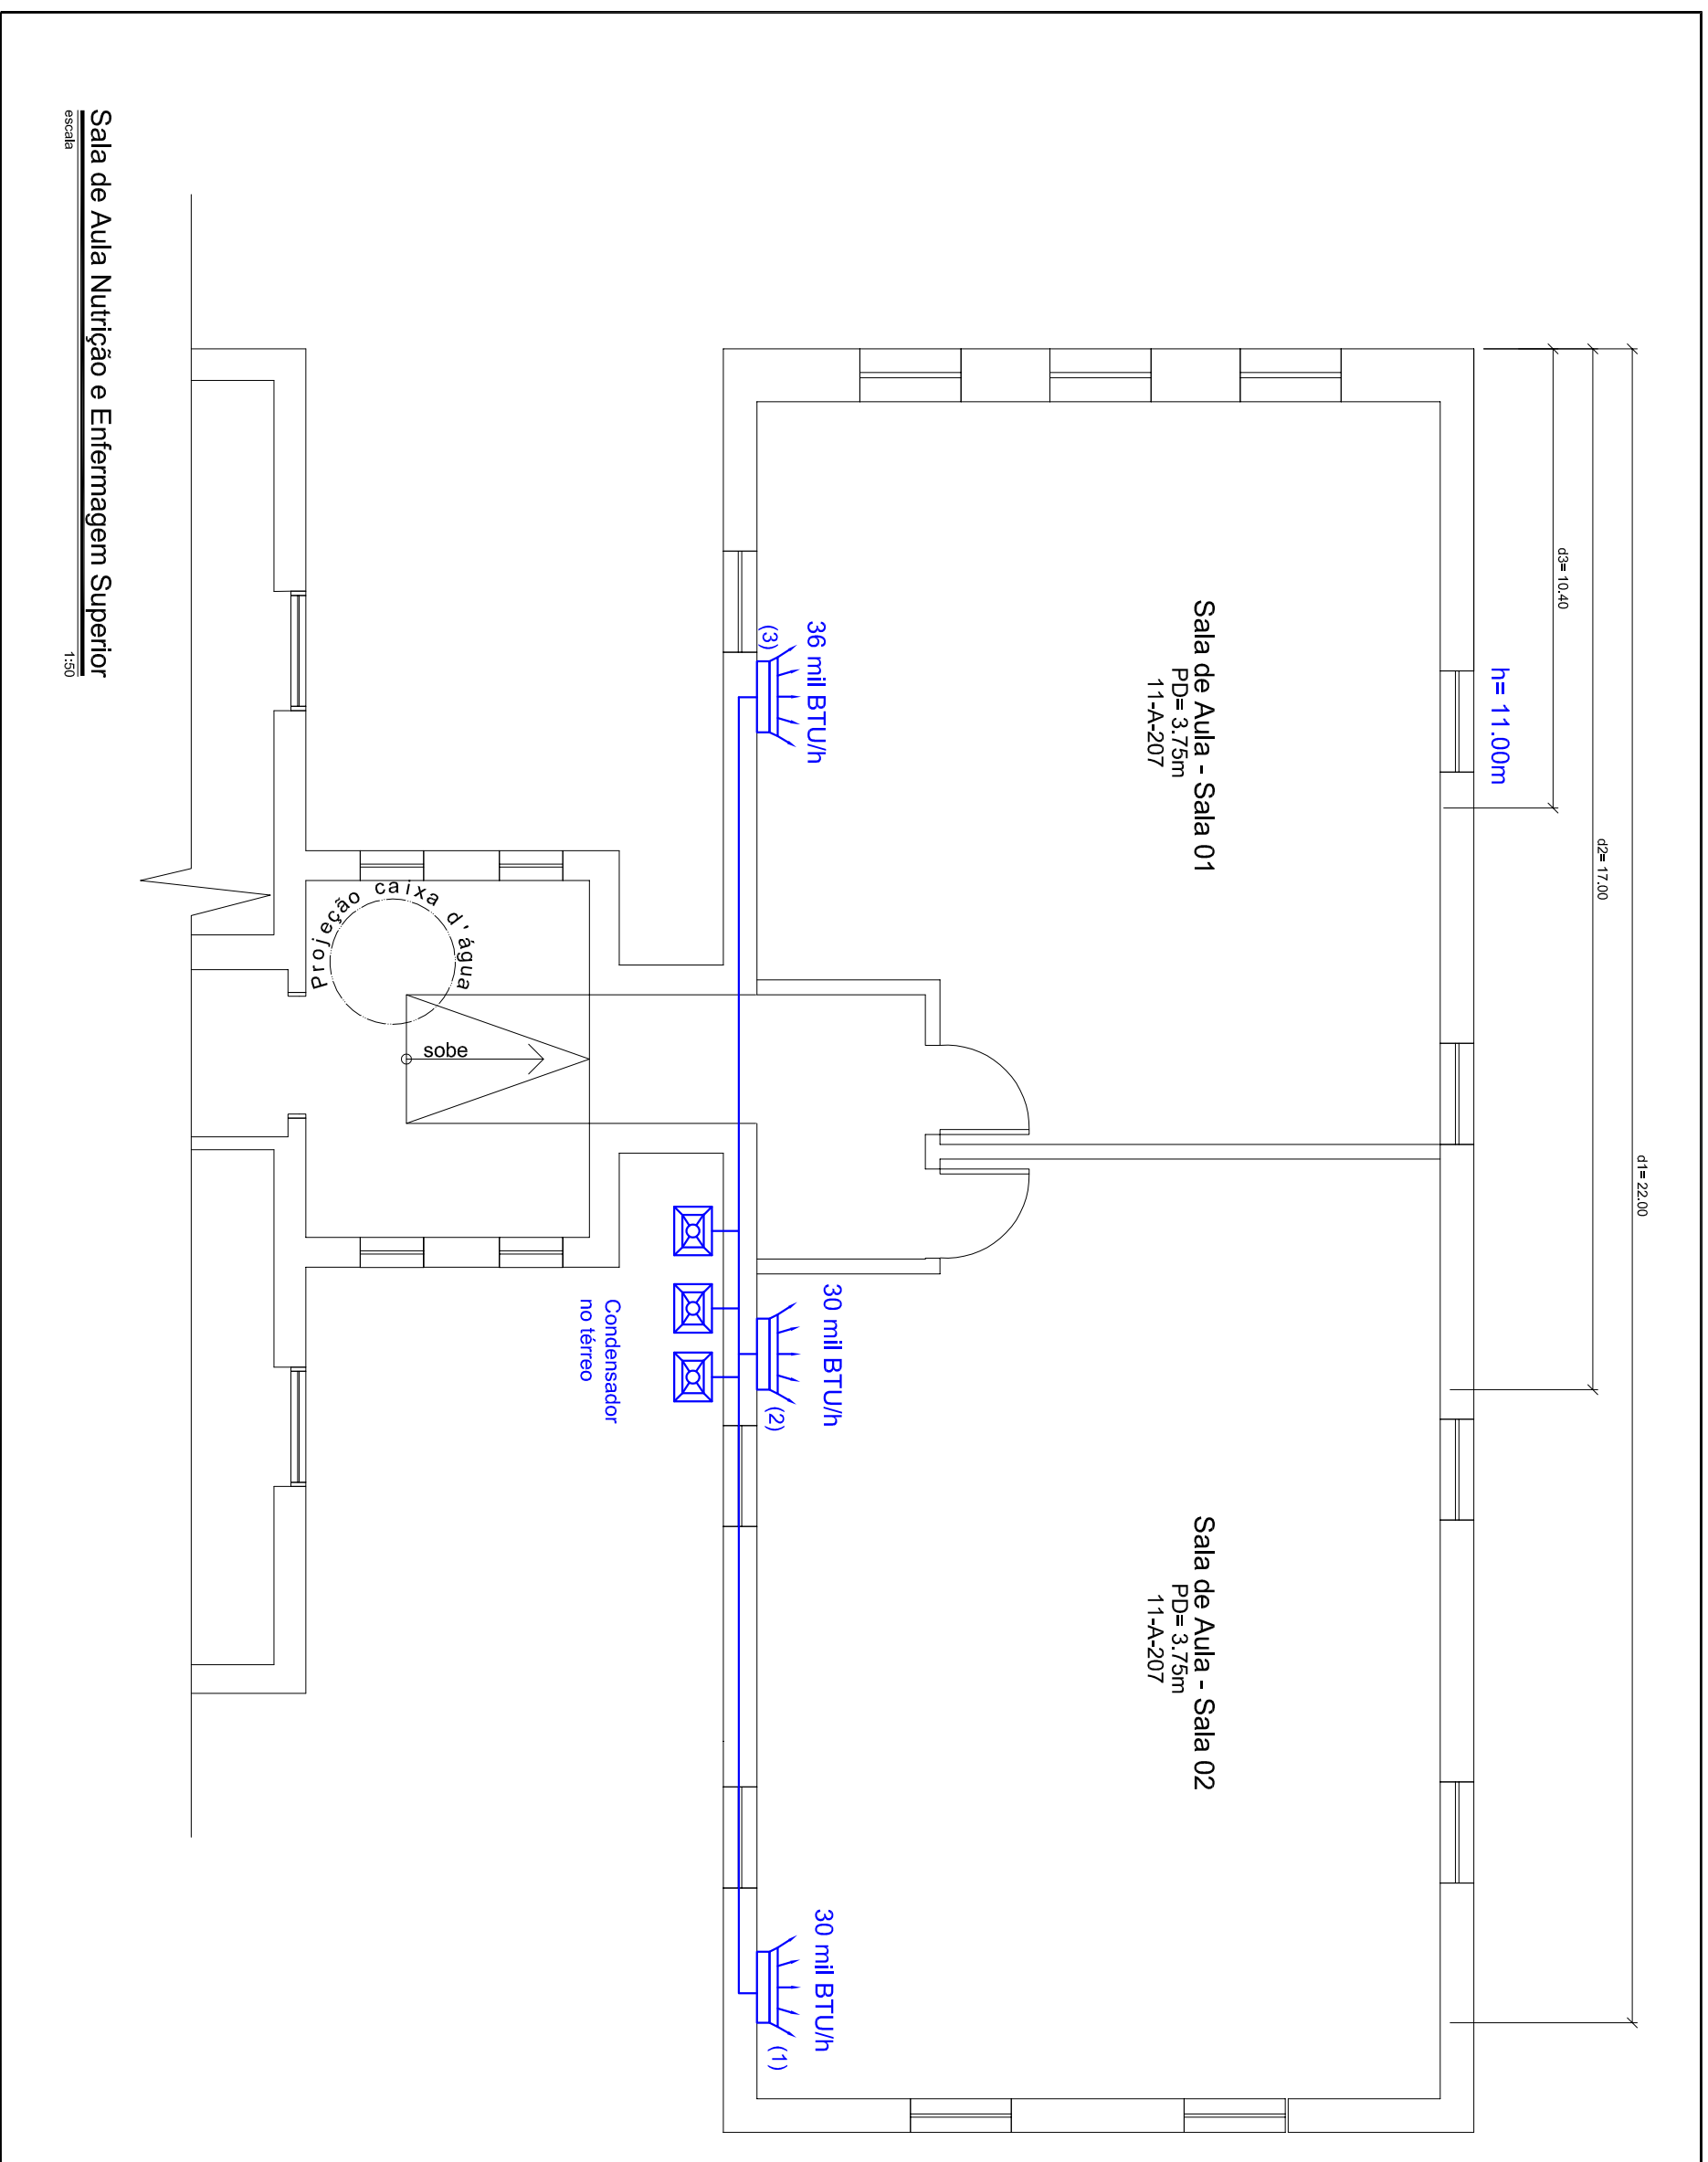 d1= 22.00
d2= 17.00
d3= 10.40
h= 11.00m
Sala de Aula - Sala 01
PD= 3.75m
11-A-207
Sala de Aula - Sala 02
PD= 3.75m
11-A-207
36 mil BTU/h
(3)
30 mil BTU/h
(2)
30 mil BTU/h
(1)
Condensador
no térreo
sobe
Projeção caixa d'água
Sala de Aula Nutrição e Enfermagem Superior
escala 1:50